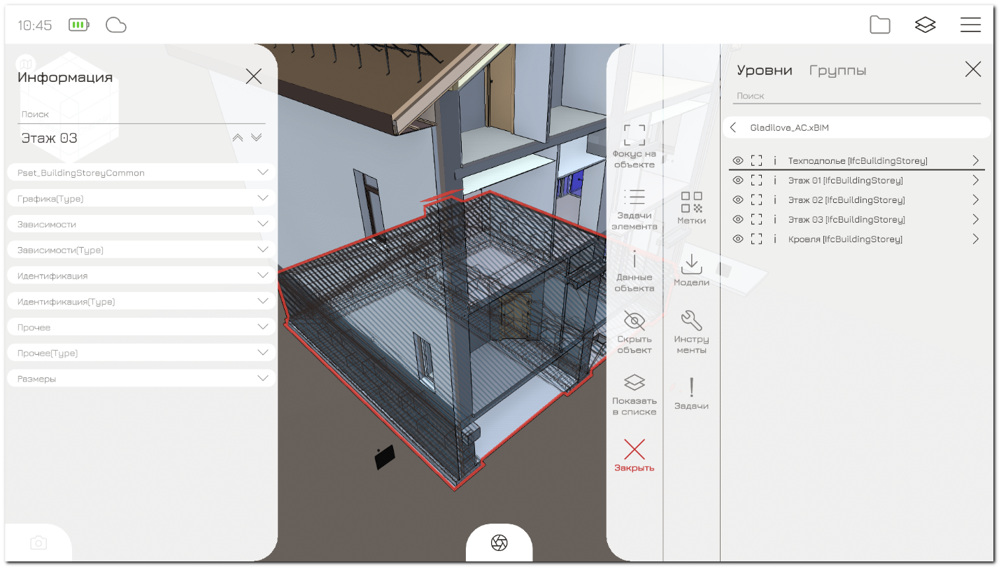 10:45
Информация
Поиск
Этаж 03
Pset_BuildingStoreyCommon
Графика(Type)
Зависимости
Зависимости(Type)
Идентификация
Идентификация(Type)
Прочее
Прочее(Type)
Размеры
Фокус на
объекте
Задачи
элемента
Данные
объекта
Скрыть
объект
Показать
в списке
Закрыть
Метки
Модели
Инстру
менты
Задачи
Уровни Группы
Поиск
Gladilova_AC.xBIM
Техподполье [IfcBuildingStorey]
Этаж 01 [IfcBuildingStorey]
Этаж 02 [IfcBuildingStorey]
Этаж 03 [IfcBuildingStorey]
Кровля [IfcBuildingStorey]